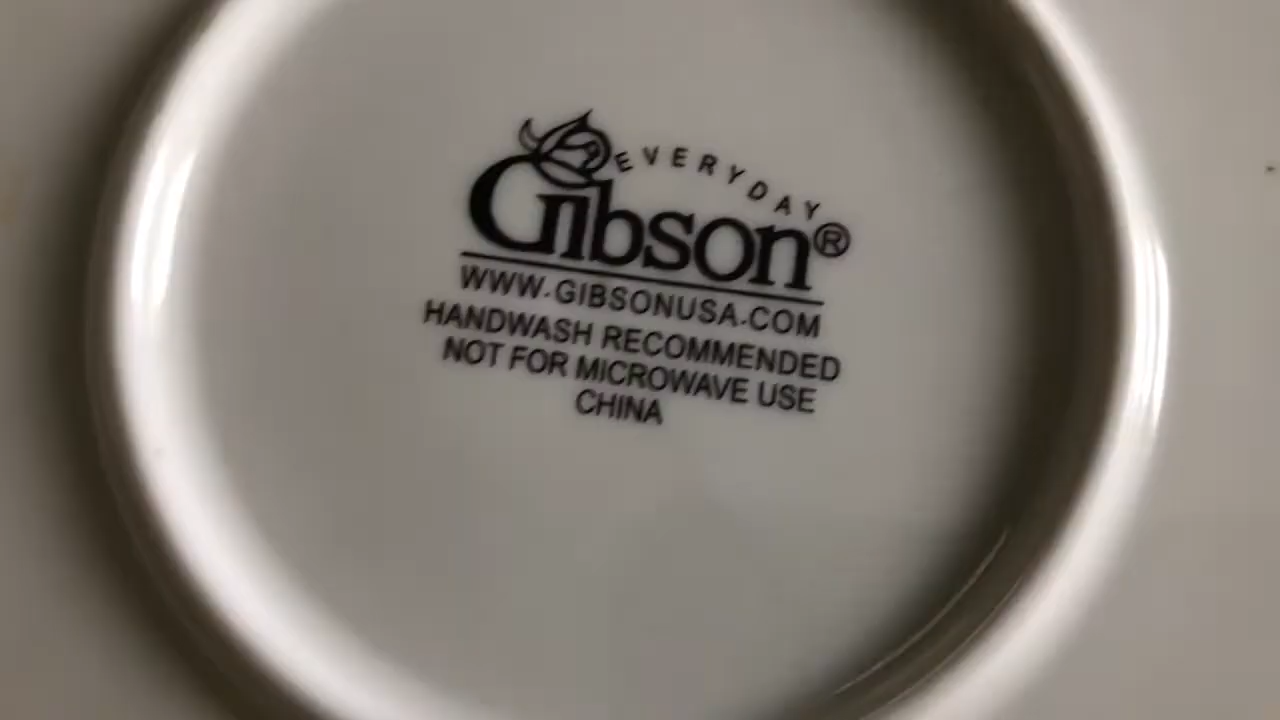 EVERYDAY
Gibson®
WWW.GIBSONUSA.COM
HANDWASH RECOMMENDED
NOT FOR MICROWAVE USE
CHINA